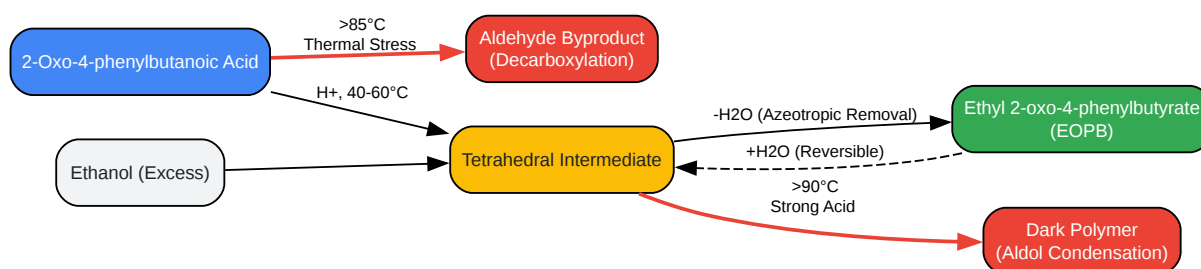 >85°C
Thermal Stress
2-Oxo-4-phenylbutanoic Acid
Aldehyde Byproduct
(Decarboxylation)
H+, 40-60°C
Ethanol (Excess)
Tetrahedral Intermediate
-H2O (Azeotropic Removal)
+H2O (Reversible)
Ethyl 2-oxo-4-phenylbutyrate
(EOPB)
>90°C
Strong Acid
Dark Polymer
(Aldol Condensation)